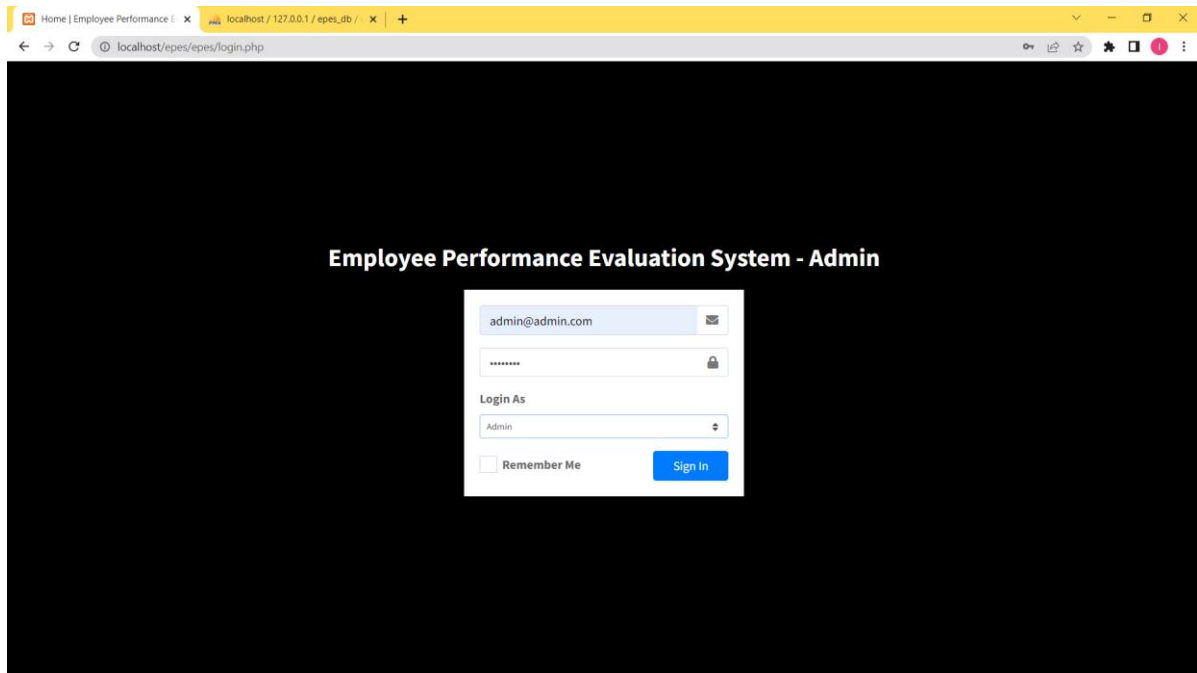 Home | Employee Performance E
localhost / 127.0.0.1 / epes_db /
localhost/epes/epes/login.php
Employee Performance Evaluation System - Admin
admin@admin.com
••••••••
Login As
Admin
Remember Me
Sign In